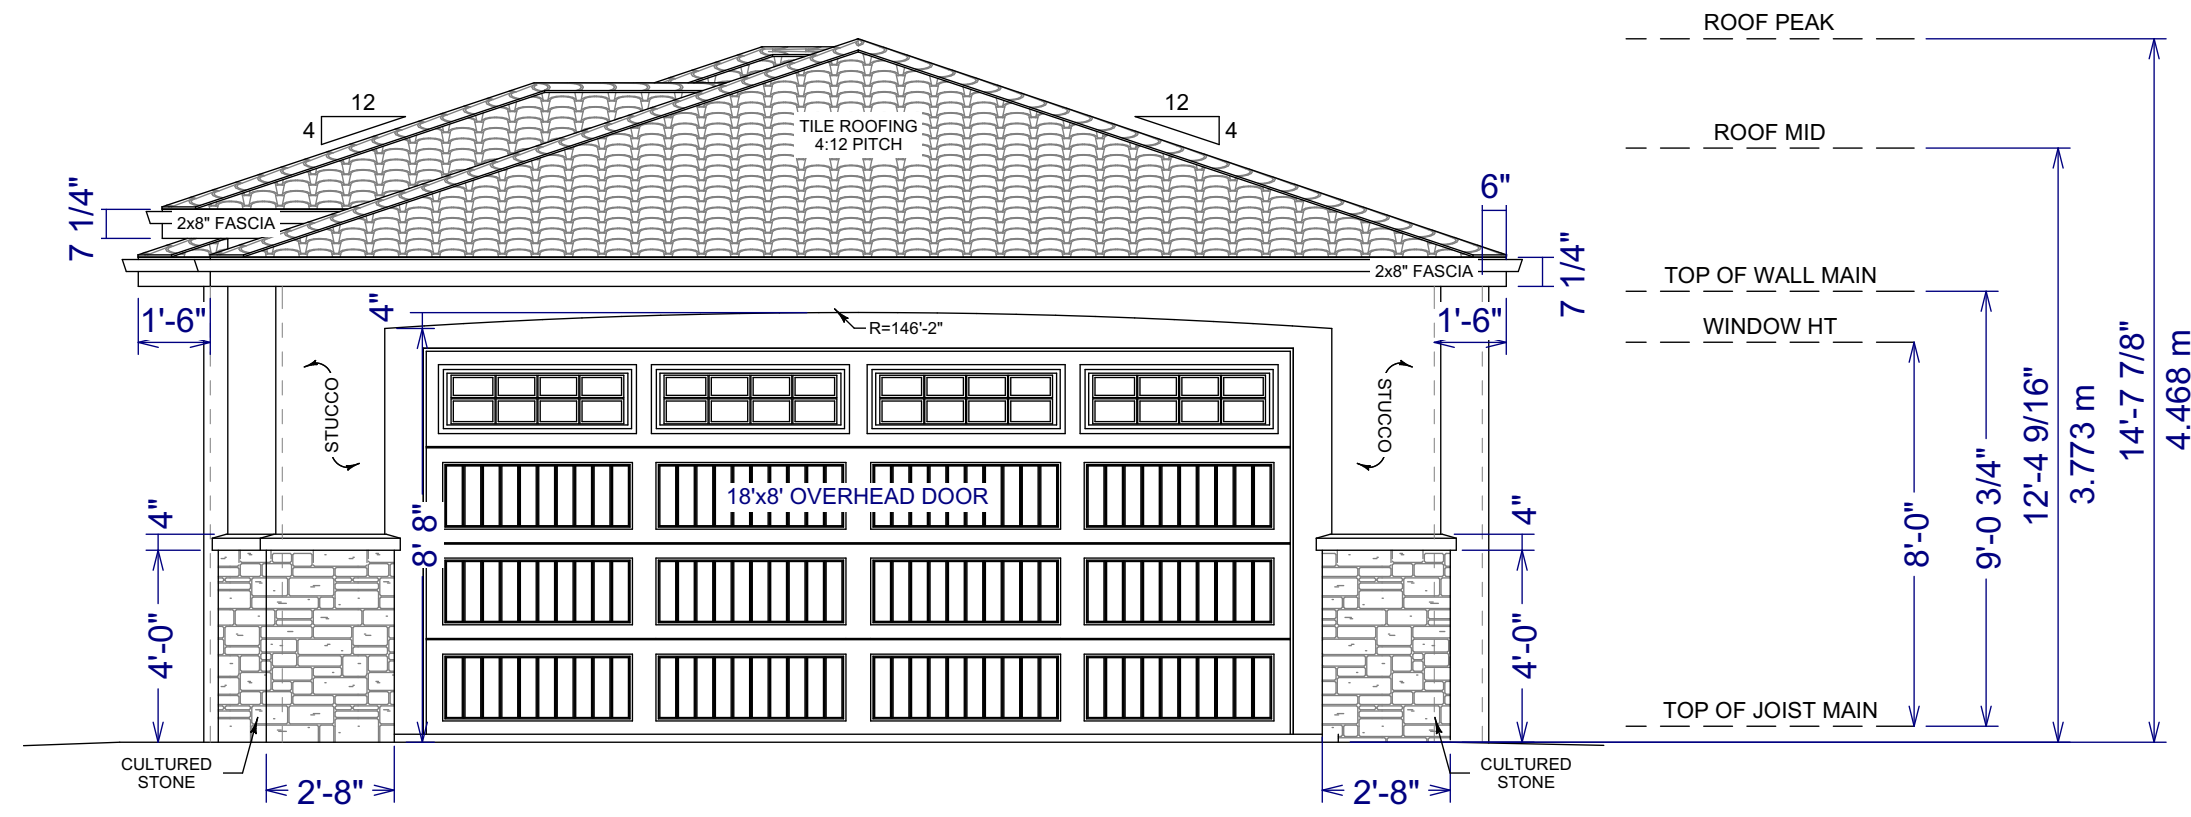 ROOF PEAK
12
4
12
4
TILE ROOFING
4:12 PITCH
ROOF MID
6"
7 1/4"
2x8" FASCIA
2x8" FASCIA
7 1/4"
TOP OF WALL MAIN
1'-6"
4"
R=146'-2"
1'-6"
WINDOW HT
STUCCO
STUCCO
14'-7 7/8"
4.468 m
12'-4 9/16"
3.773 m
18'x8' OVERHEAD DOOR
4"
8' 8"
4"
8'-0"
9'-0 3/4"
4'-0"
4'-0"
TOP OF JOIST MAIN
CULTURED
STONE
2'-8"
2'-8"
CULTURED
STONE